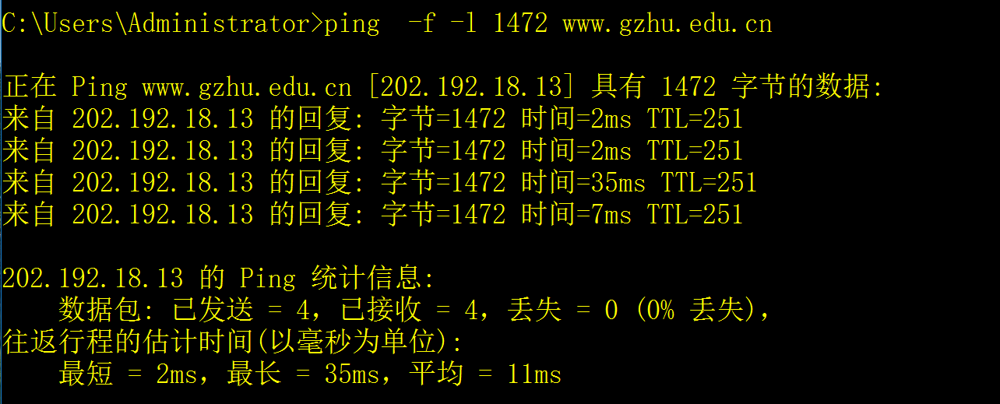 C:\Users\Administrator>ping  -f -l 1472 www.gzhu.edu.cn
正在 Ping www.gzhu.edu.cn [202.192.18.13] 具有 1472 字节的数据:
来自 202.192.18.13 的回复: 字节=1472 时间=2ms TTL=251
来自 202.192.18.13 的回复: 字节=1472 时间=2ms TTL=251
来自 202.192.18.13 的回复: 字节=1472 时间=35ms TTL=251
来自 202.192.18.13 的回复: 字节=1472 时间=7ms TTL=251
202.192.18.13 的 Ping 统计信息:
数据包: 已发送 = 4，已接收 = 4，丢失 = 0 (0% 丢失)，
往返行程的估计时间(以毫秒为单位):
最短 = 2ms，最长 = 35ms，平均 = 11ms